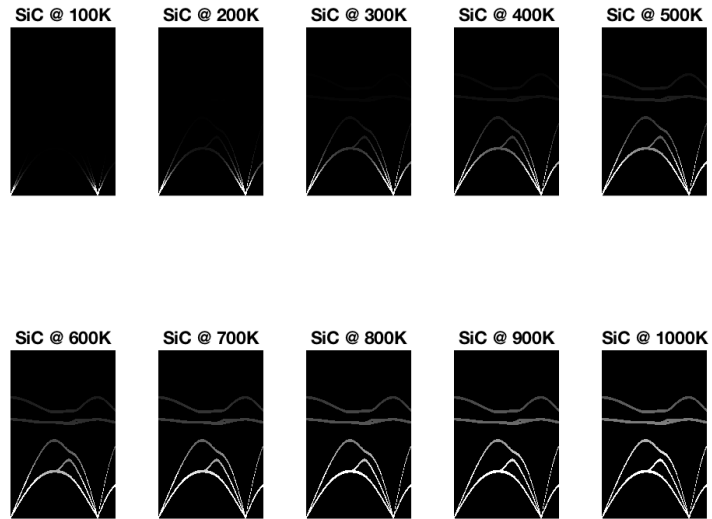 SiC @ 100K
SiC @ 200K
SiC @ 300K
SiC @ 400K
SiC @ 500K
SiC @ 600K
SiC @ 700K
SiC @ 800K
SiC @ 900K
SiC @ 1000K